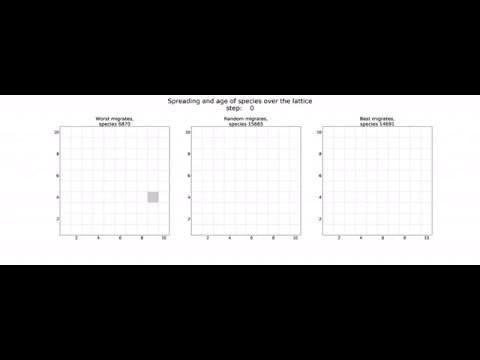 Spreading and age of species over the lattice
step: 0
Worst migrates,
species 6870
Random migrates,
species 15665
Best migrates,
species 14691
10
8
6
4
2
2 4 6 8 10
10
8
6
4
2
2 4 6 8 10
10
8
6
4
2
2 4 6 8 10